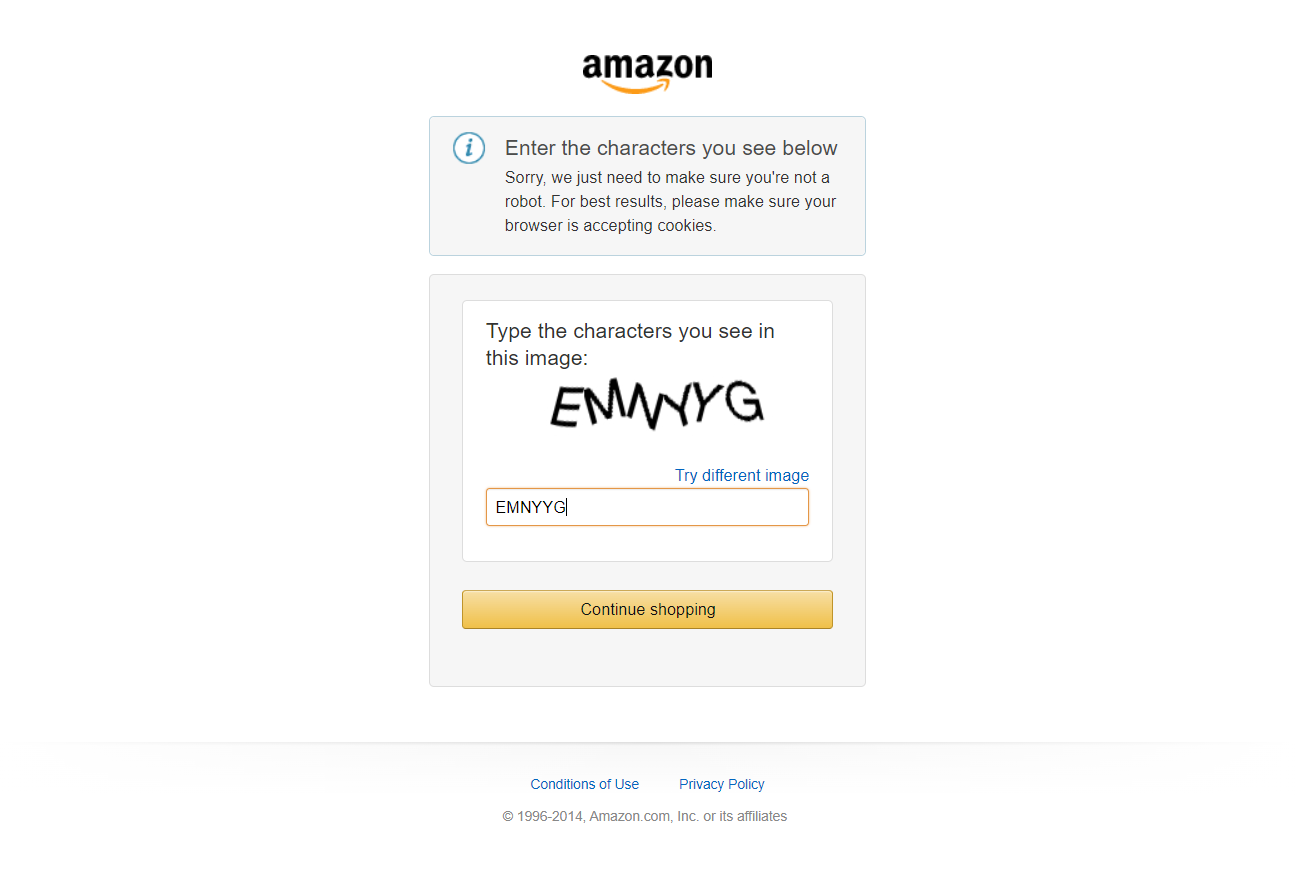 amazon
Enter the characters you see below
Sorry, we just need to make sure you're not a
robot. For best results, please make sure your
browser is accepting cookies.
Type the characters you see in
this image:
EMNYYG
Try different image
EMNYYG
Continue shopping
Conditions of Use Privacy Policy
© 1996-2014, Amazon.com, Inc. or its affiliates